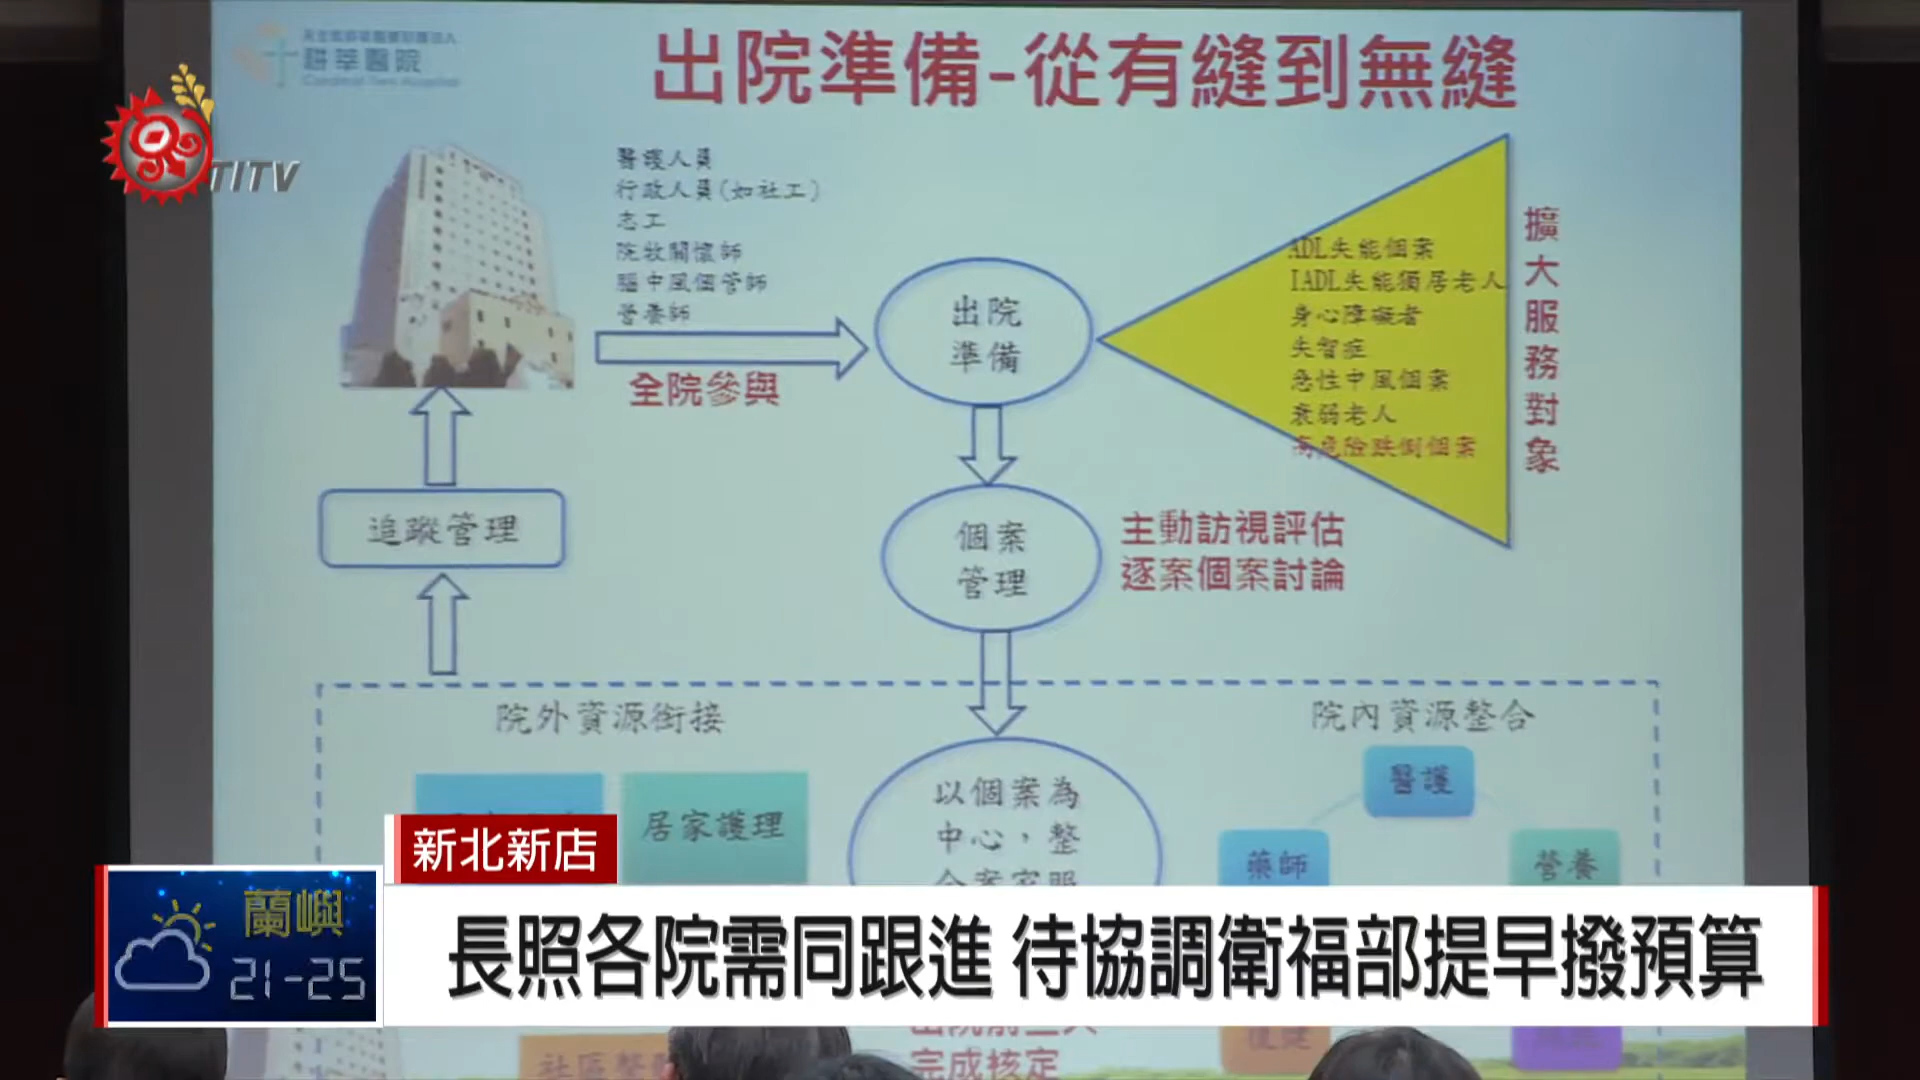 耕莘醫院
出院準備-從有縫到無縫
TITV
醫護人員
行政人員(如社工)
志工
院牧關懷師
腦中風個管師
營養師
全院參與
出院
準備
ADL失能個案
IADL失能獨居老人
身心障礙者
失智症
急性中風個案
衰弱老人
高危險跌倒個案
擴大服務對象
追蹤管理
個案
管理
主動訪視評估
逐案個案討論
院外資源銜接
院內資源整合
居家護理
以個案為
中心，整
醫護
藥師
營養
新北新店
蘭嶼
21-25
長照各院需同跟進 待協調衛福部提早撥預算
社區整
完成核定